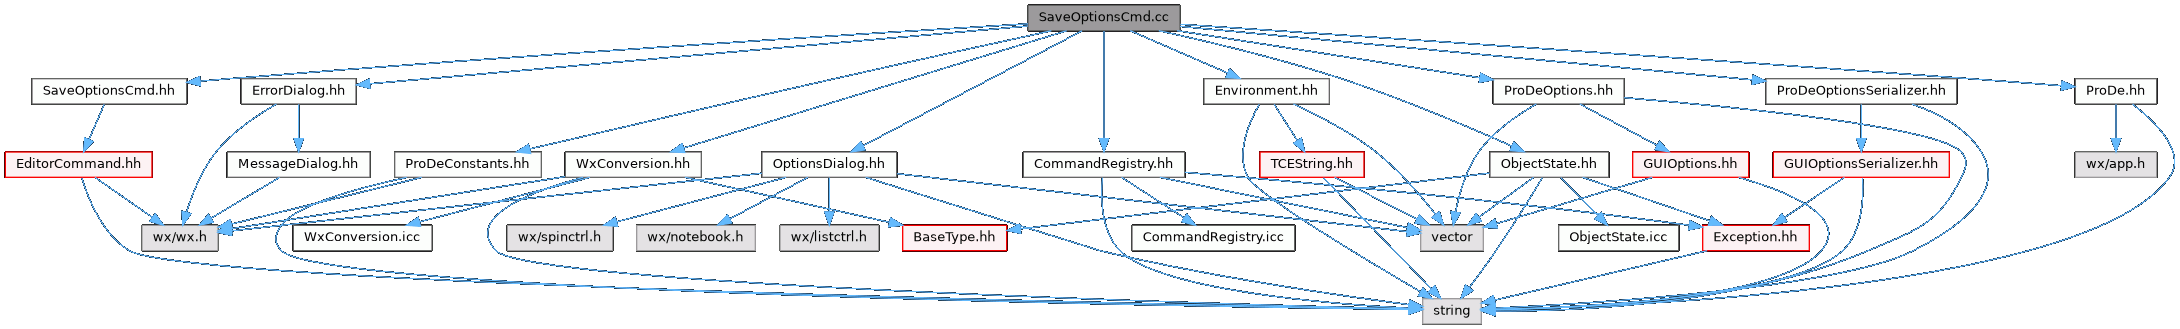 SaveOptionsCmd.cc
SaveOptionsCmd.hh
ErrorDialog.hh
Environment.hh
ProDeOptions.hh
ProDeOptionsSerializer.hh
ProDe.hh
EditorCommand.hh
MessageDialog.hh
ProDeConstants.hh
WxConversion.hh
OptionsDialog.hh
CommandRegistry.hh
TCEString.hh
ObjectState.hh
GUIOptions.hh
GUIOptionsSerializer.hh
wx/app.h
wx/wx.h
WxConversion.icc
wx/spinctrl.h
wx/notebook.h
wx/listctrl.h
BaseType.hh
CommandRegistry.icc
vector
ObjectState.icc
Exception.hh
string